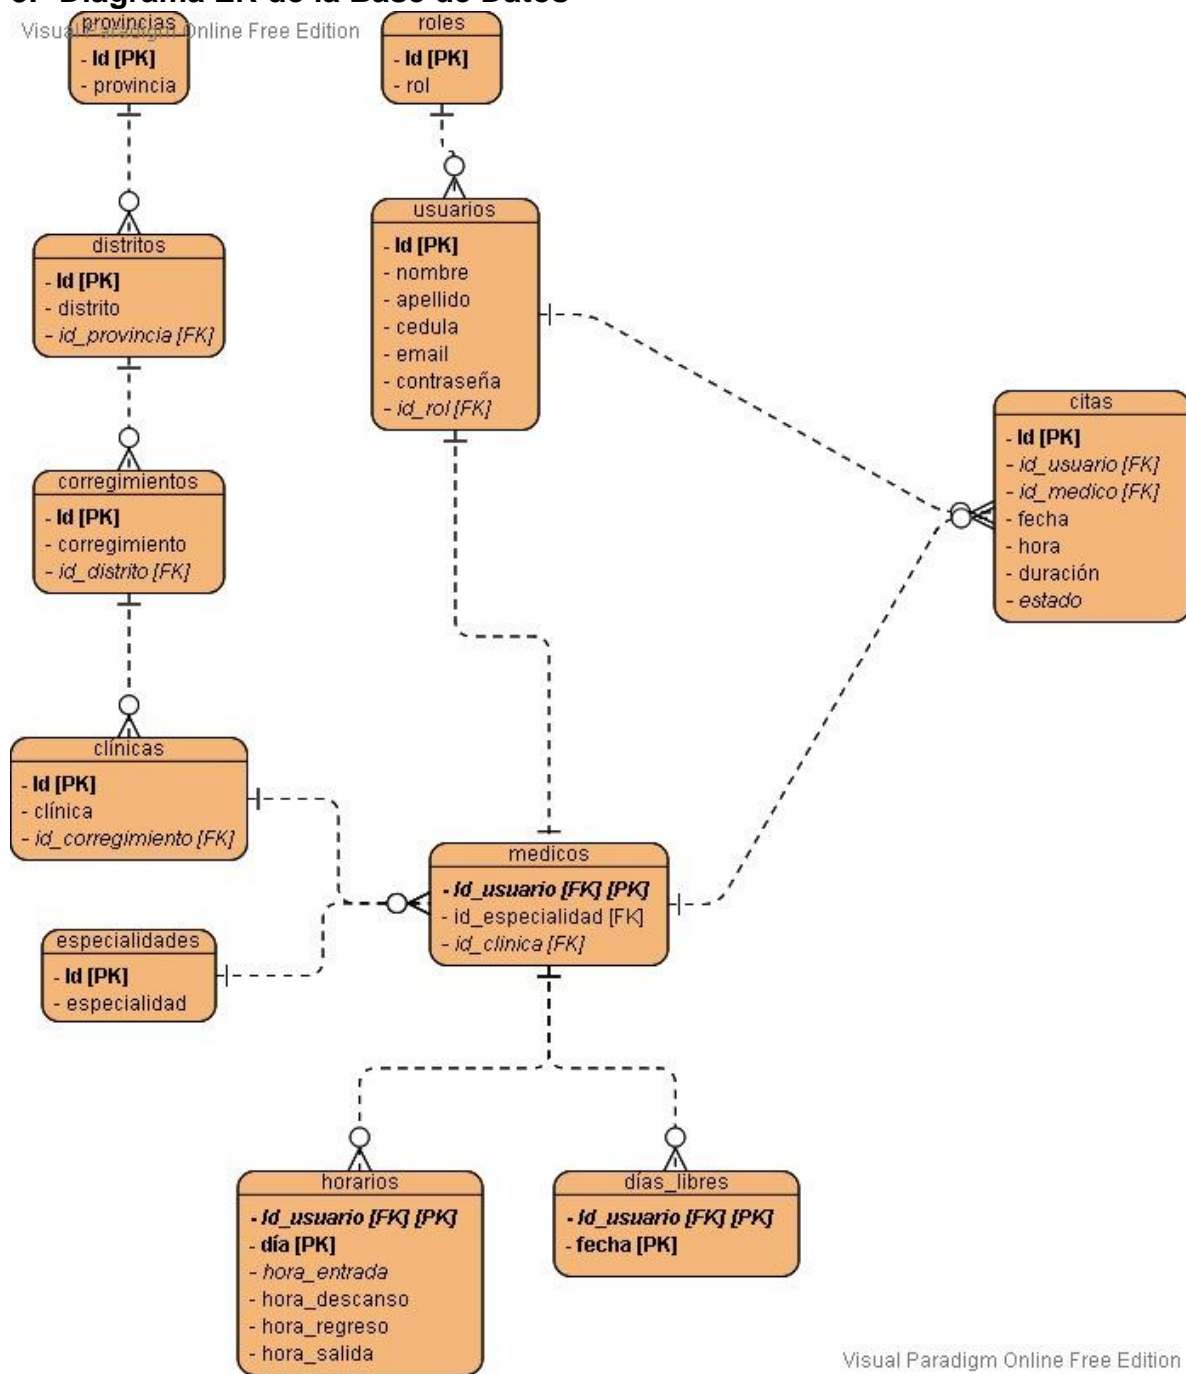 Diagrama ER de la Base de Datos
Visual Paradigm Online Free Edition
provincias
- Id [PK]
- provincia
roles
- Id [PK]
- rol
distritos
- Id [PK]
- distrito
- id_provincia [FK]
usuarios
- Id [PK]
- nombre
- apellido
- cedula
- email
- contraseña
- id_rol [FK]
citas
- Id [PK]
- id_usuario [FK]
- id_medico [FK]
- fecha
- hora
- duración
- estado
corregimientos
- Id [PK]
- corregimiento
- id_distrito [FK]
clínicas
- Id [PK]
- clínica
- id_corregimiento [FK]
medicos
- Id_usuario [FK] [PK]
- id_especialidad [FK]
- id_clinica [FK]
especialidades
- Id [PK]
- especialidad
horarios
- Id_usuario [FK] [PK]
- día [PK]
- hora_entrada
- hora_descanso
- hora_regreso
- hora_salida
días_libres
- Id_usuario [FK] [PK]
- fecha [PK]
Visual Paradigm Online Free Edition